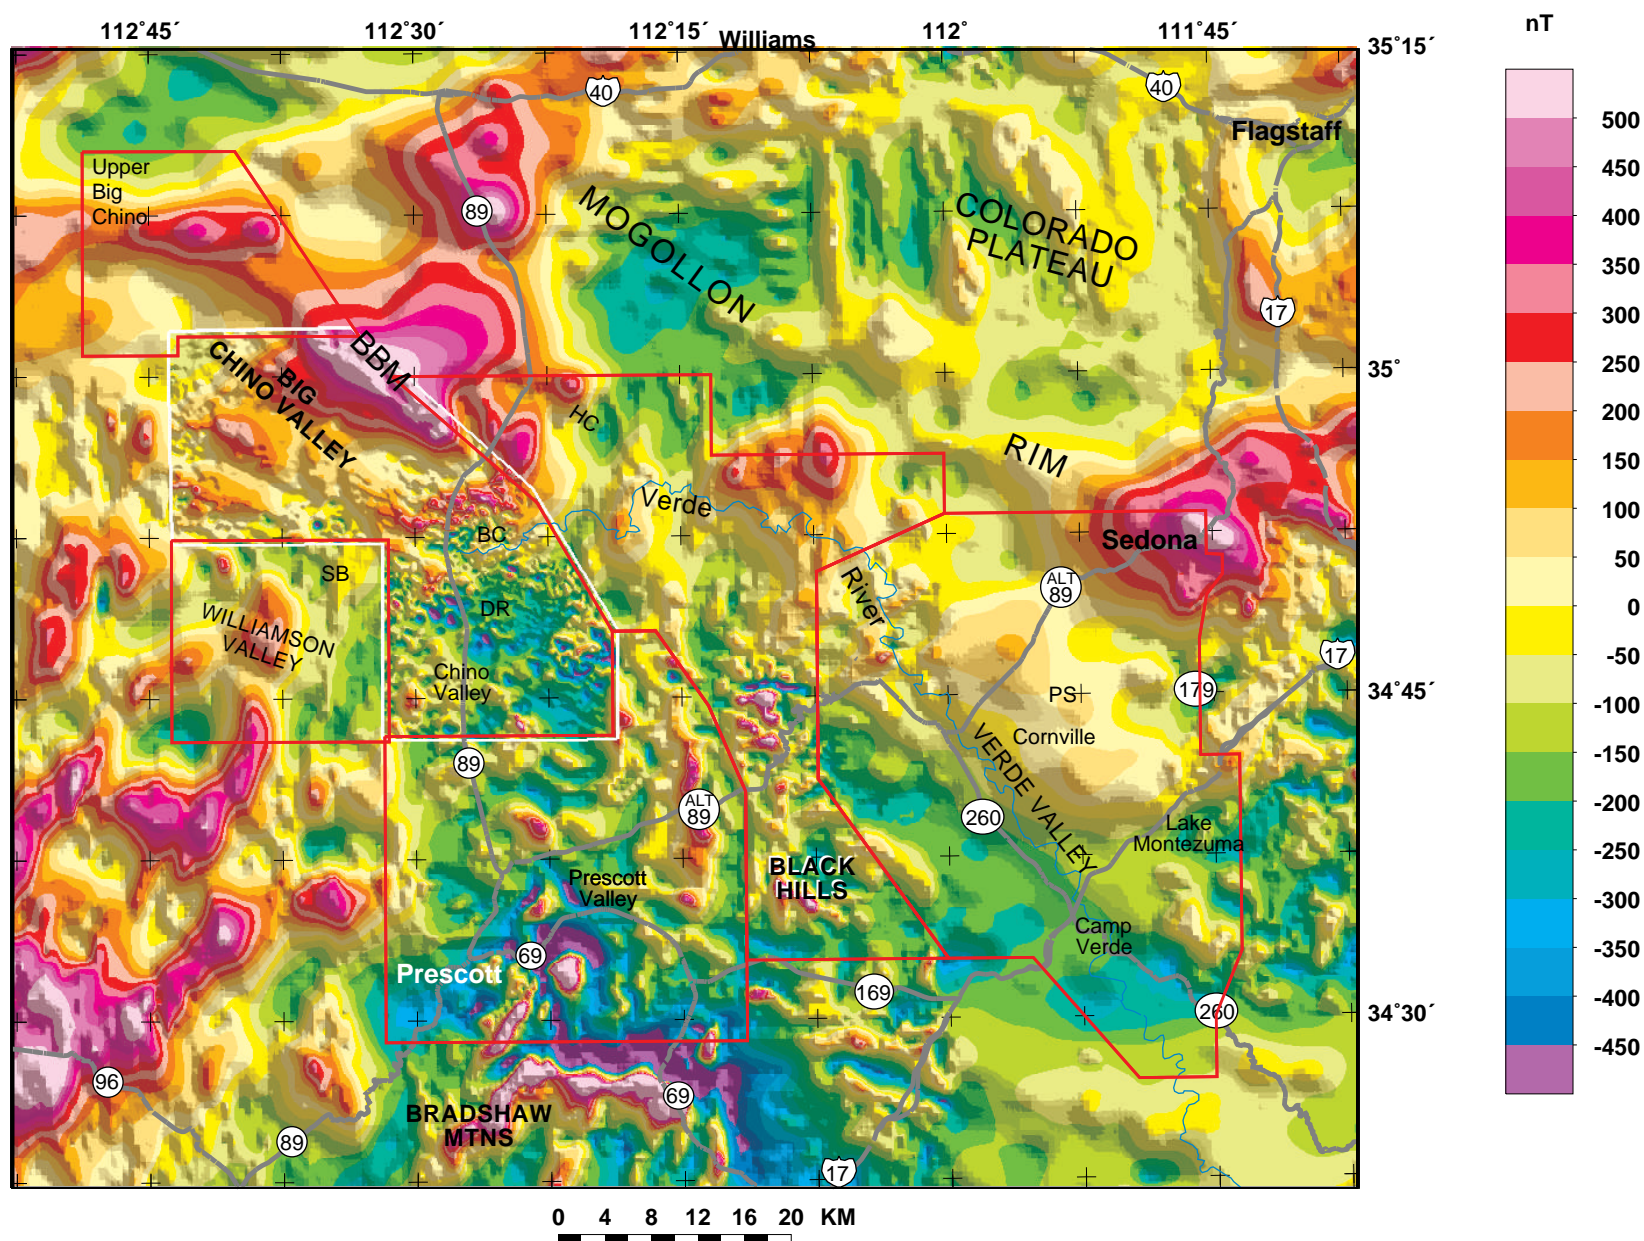 112°45´ 112°30´ 112°15´ 112° 111°45´
Williams
nT
35°15´
40
40
Flagstaff
Upper
Big
Chino
89
MOGOLLON
COLORADO
PLATEAU
17
BBM
BIG
CHINO VALLEY
35°
HC
RIM
Verde
BC
Sedona
SB
DR
River
ALT
89
WILLIAMSON
VALLEY
Chino
Valley
17
179
34°45´
PS
Cornville
VERDE VALLEY
89
ALT
89
260
Lake
Montezuma
BLACK
HILLS
Prescott
Valley
Camp
Verde
69
Prescott
169
260
34°30´
96
69
BRADSHAW
MTNS
89
17
0 4 8 12 16 20 KM
500
450
400
350
300
250
200
150
100
50
0
-50
-100
-150
-200
-250
-300
-350
-400
-450